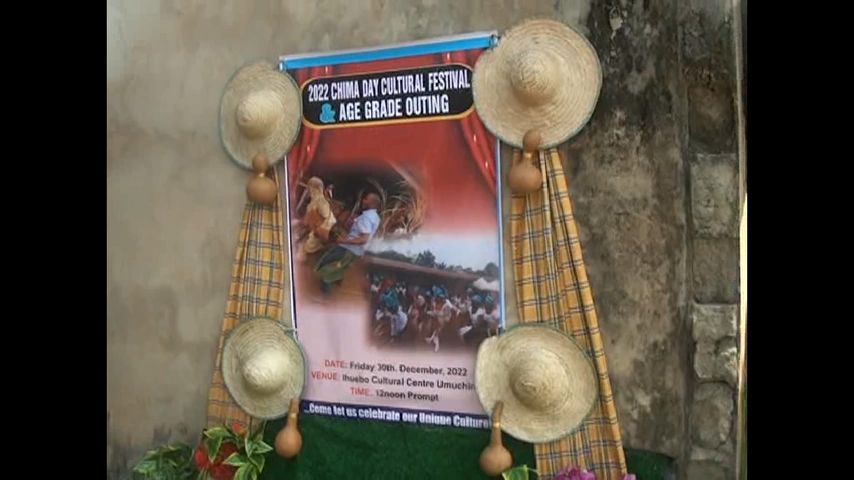 2022 CHIMA DAY CULTURAL FESTIVAL
& AGE GRADE OUTING
DATE: Friday 30th. December, 2022
VENUE: Ihuebo Cultural Centre
TIME: 12noon Prompt
...Come let us celebrate our Unique Culture